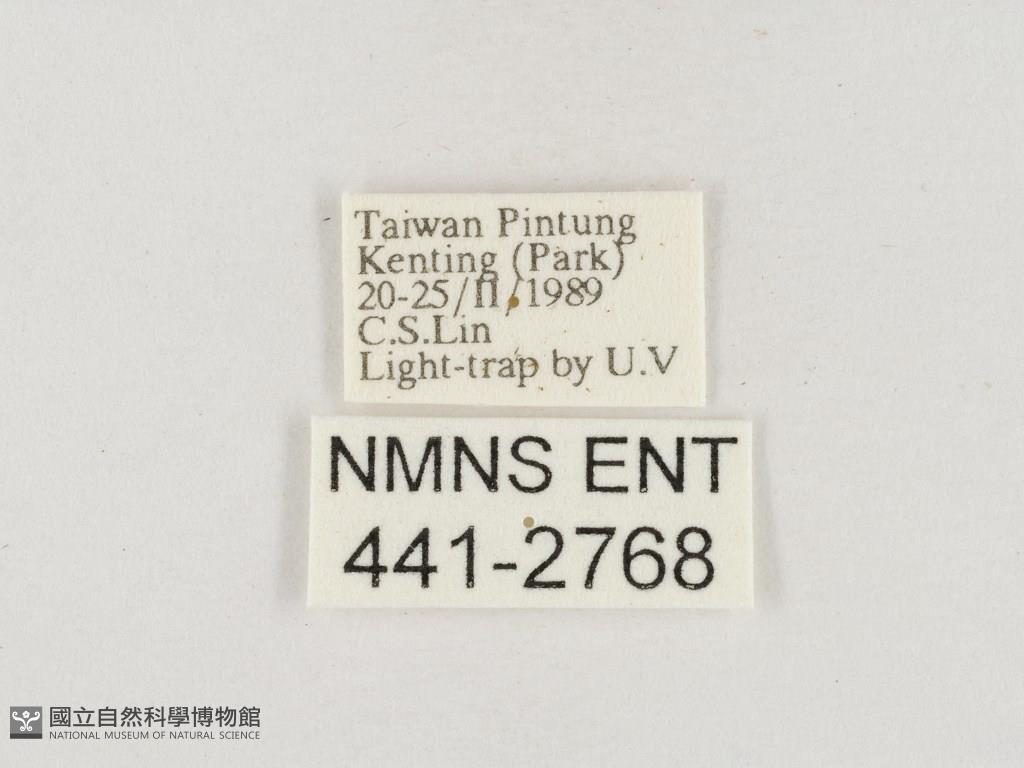 Taiwan Pintung
Kenting (Park)
20-25/II/1989
C.S.Lin
Light-trap by U.V
NMNS ENT
441-2768
國立自然科學博物館
NATIONAL MUSEUM OF NATURAL SCIENCE